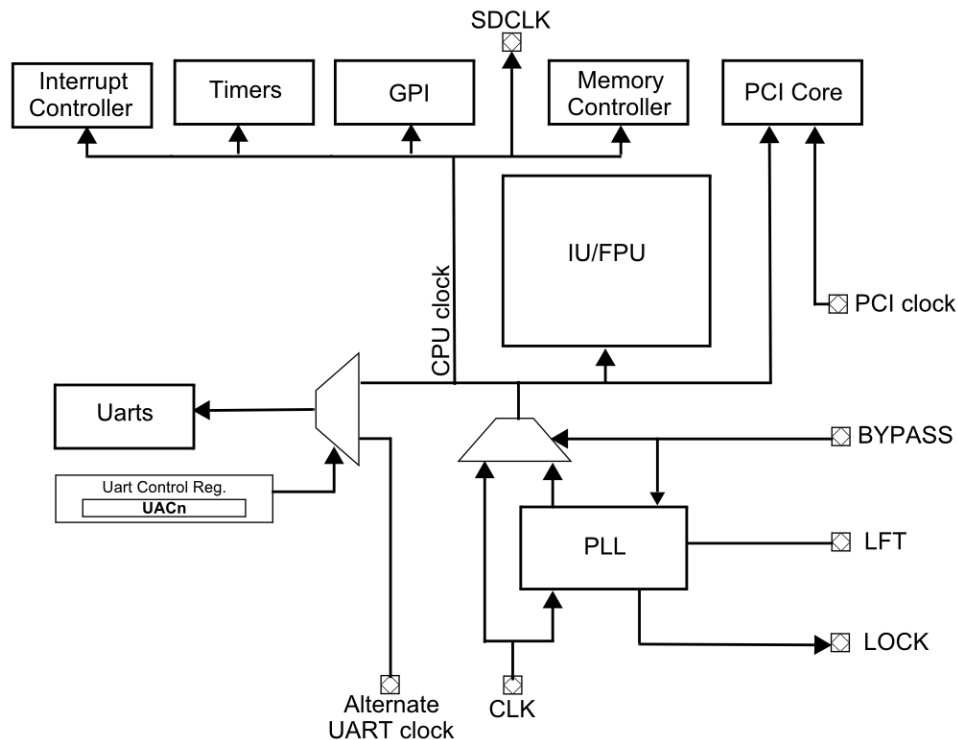 SDCLK
Interrupt
Controller
Timers
GPI
Memory
Controller
PCI Core
IU/FPU
CPU clock
PCI clock
Uarts
BYPASS
Uart Control Reg.
UACn
PLL
LFT
LOCK
Alternate
UART clock
CLK